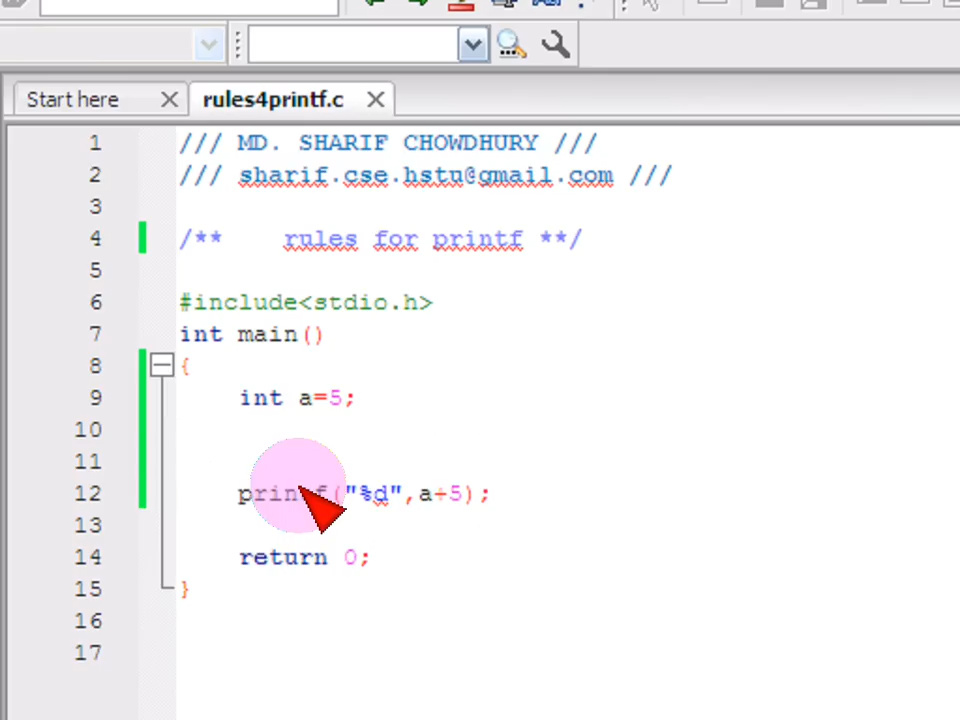 Start here
rules4printf.c
1 /// MD. SHARIF CHOWDHURY ///
2 /// sharif.cse.hstu@gmail.com ///
3
4 /** rules for printf **/
5
6 #include<stdio.h>
7 int main()
8 {
9 int a=5;
10
11
12 printf("%d",a+5);
13
14 return 0;
15 }
16
17